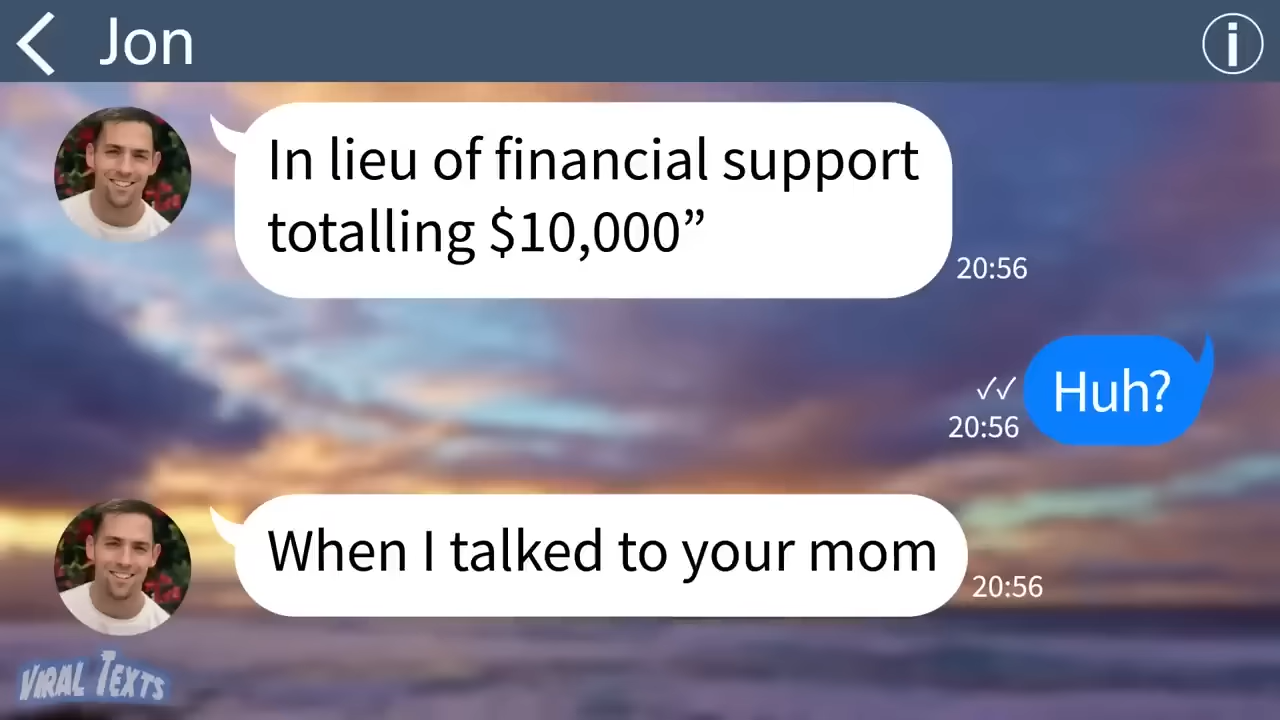 Jon
i
In lieu of financial support
totalling $10,000”
20:56
Huh?
✓✓
20:56
When I talked to your mom
20:56
VIRAL TEXTS